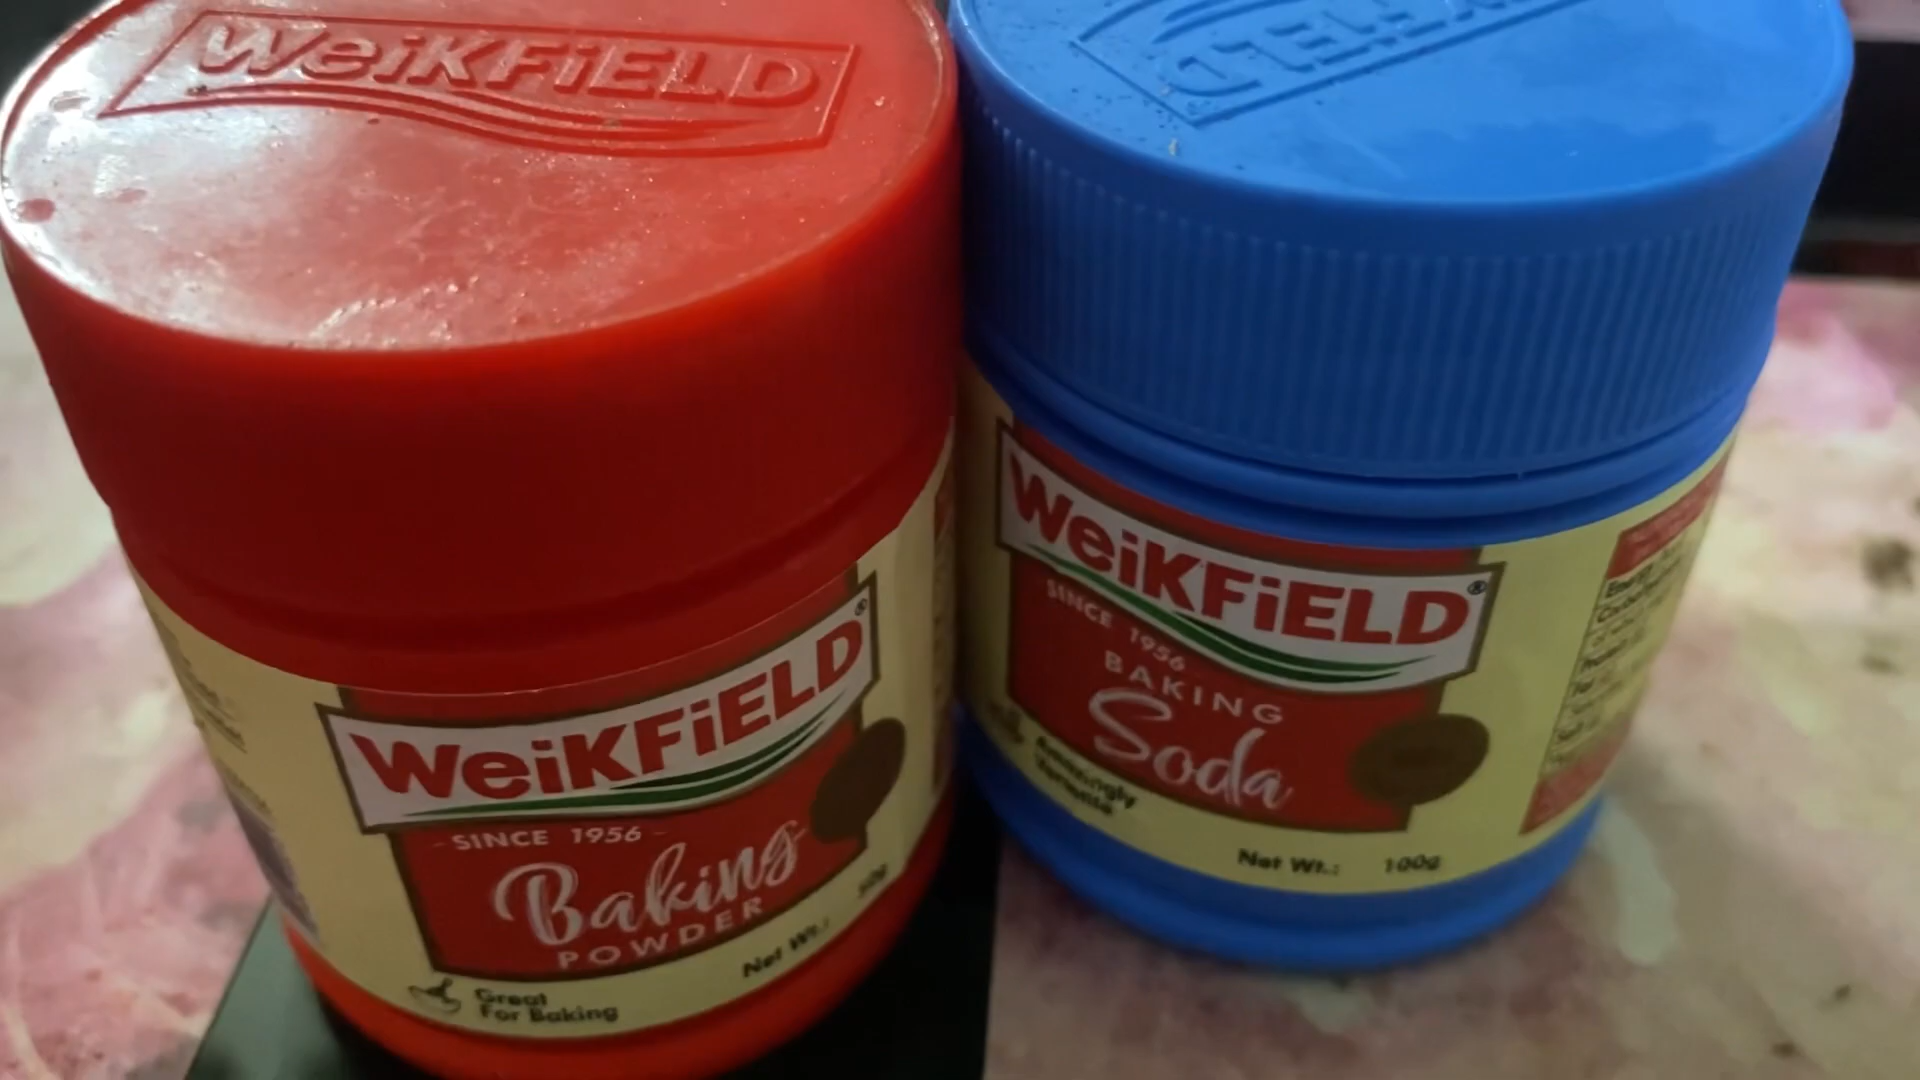 WeiKFiELD
WeiKFiELD®
SINCE 1956
Baking
POWDER
Net Wt.:
Great
For Baking
WeiKFiELD®
SINCE 1956
BAKING
Soda
Amazingly
Versatile
Net Wt.: 100g